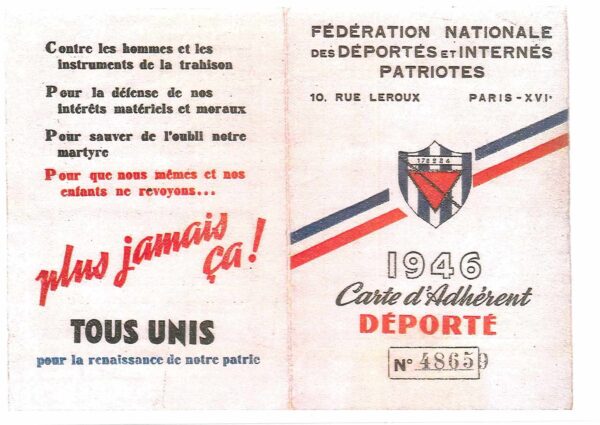 Contre les hommes et les
instruments de la trahison
Pour la défense de nos
intérêts matériels et moraux
Pour sauver de l'oubli notre
martyre
Pour que nous mêmes et nos
enfants ne revoyons...
plus jamais
ça!
TOUS UNIS
pour la renaissance de notre patrie
FÉDÉRATION NATIONALE
DES DÉPORTÉS ET INTERNÉS
PATRIOTES
10, RUE LEROUX PARIS-XVIe
1946
Carte d'Adhérent
DÉPORTÉ
N° 48659